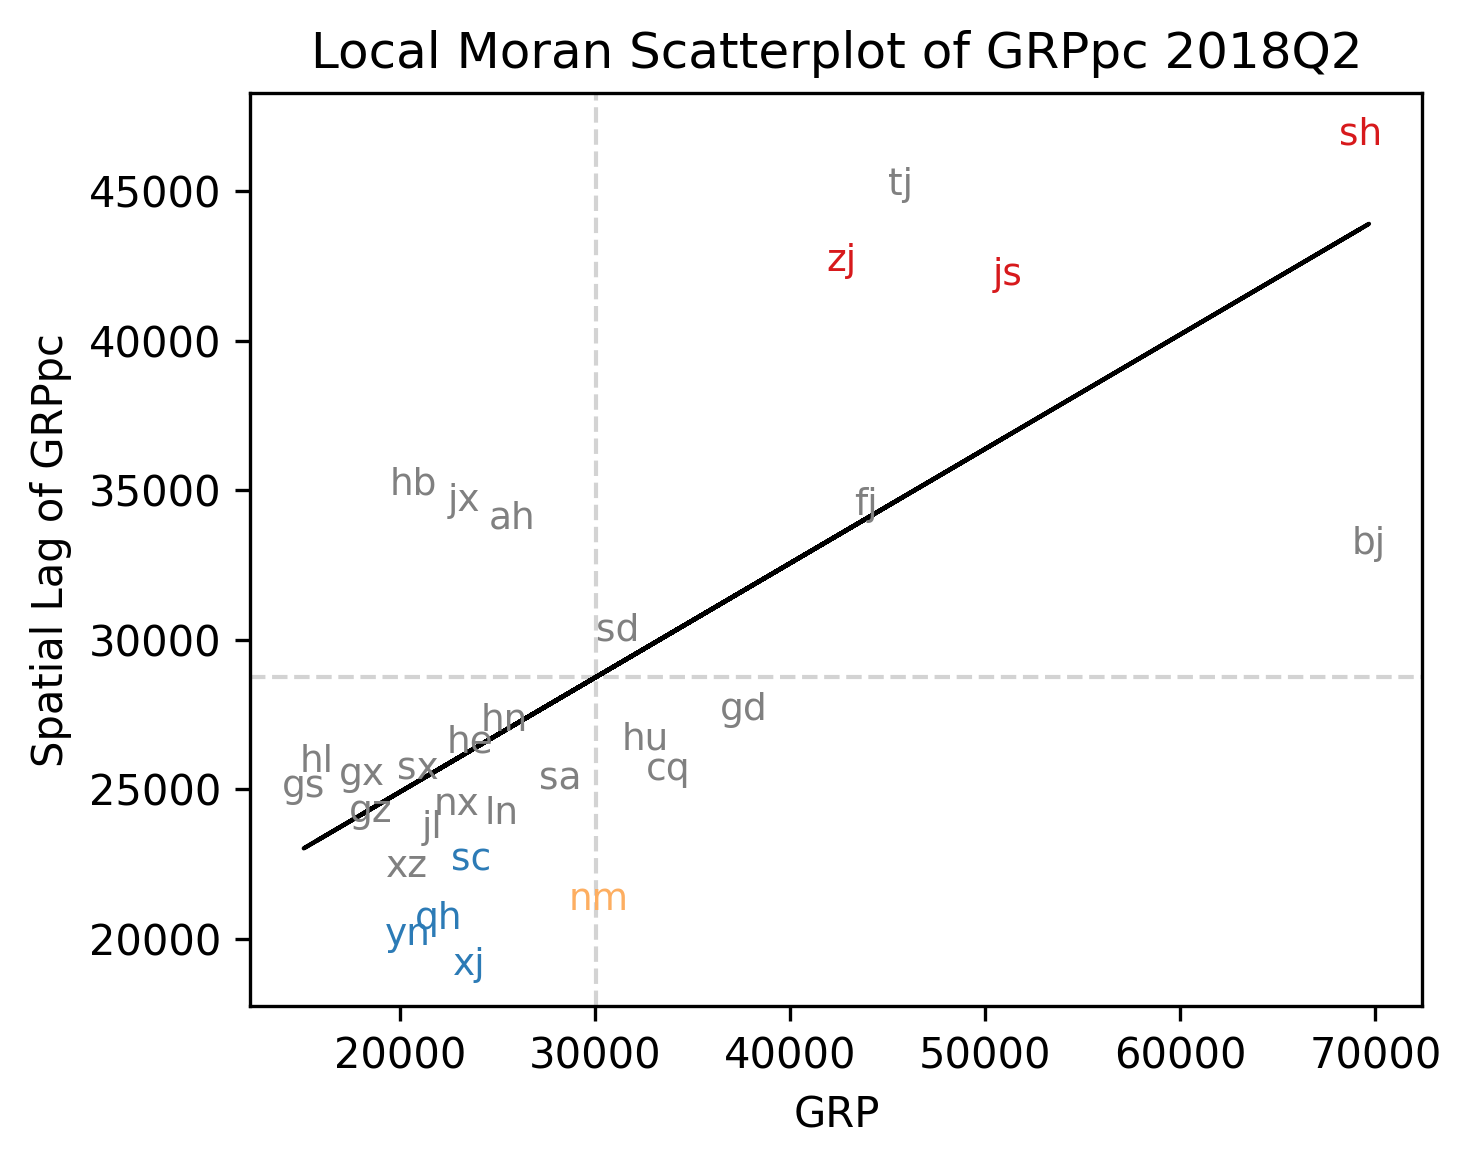 Local Moran Scatterplot of GRPpc 2018Q2
sh
tj
45000
zj
js
40000
hb
jx
ah
35000
fj
bj
sd
30000
gd
hn
he
hu
hl
gx
sx
sa
cq
gs
25000
gz
nx
ln
jl
sc
xz
nm
qh
yn
20000
xj
Spatial Lag of GRPpc
20000 30000 40000 50000 60000 70000
GRP